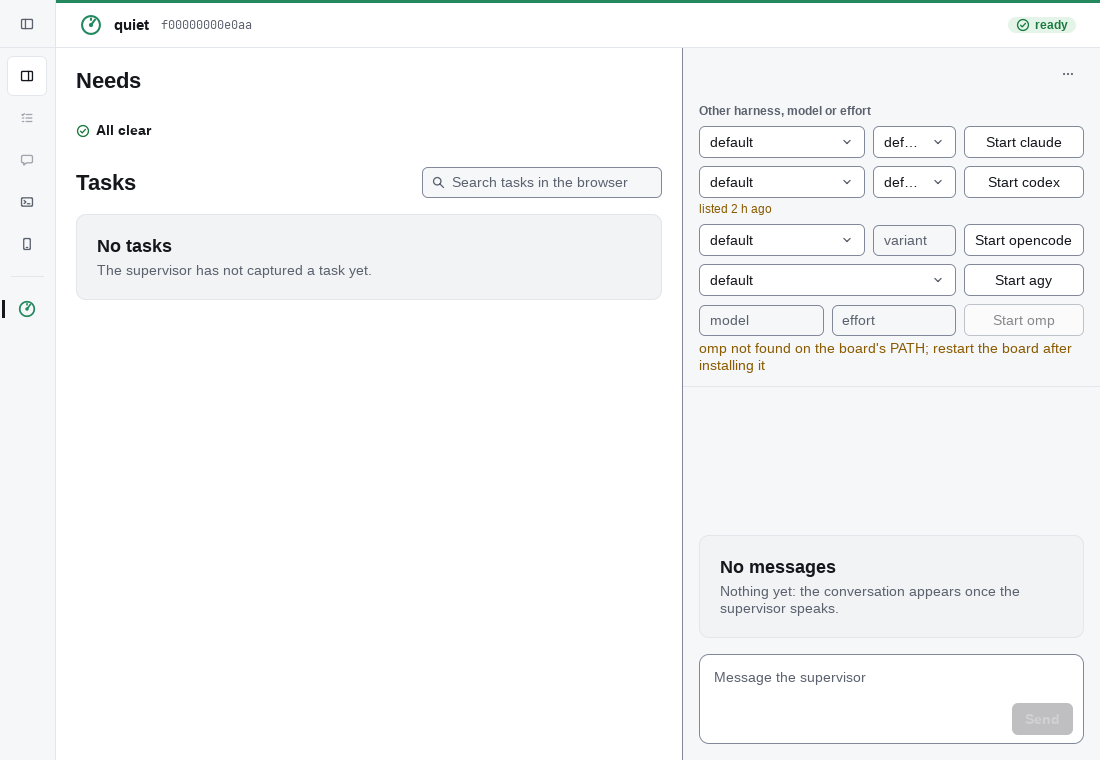 quiet f00000000e0aa
ready
Needs
All clear
Tasks
Search tasks in the browser
No tasks
The supervisor has not captured a task yet.
Other harness, model or effort
default def… Start claude
default def… Start codex
listed 2 h ago
default variant Start opencode
default Start agy
model effort Start omp
omp not found on the board's PATH; restart the board after
installing it
No messages
Nothing yet: the conversation appears once the
supervisor speaks.
Message the supervisor
Send